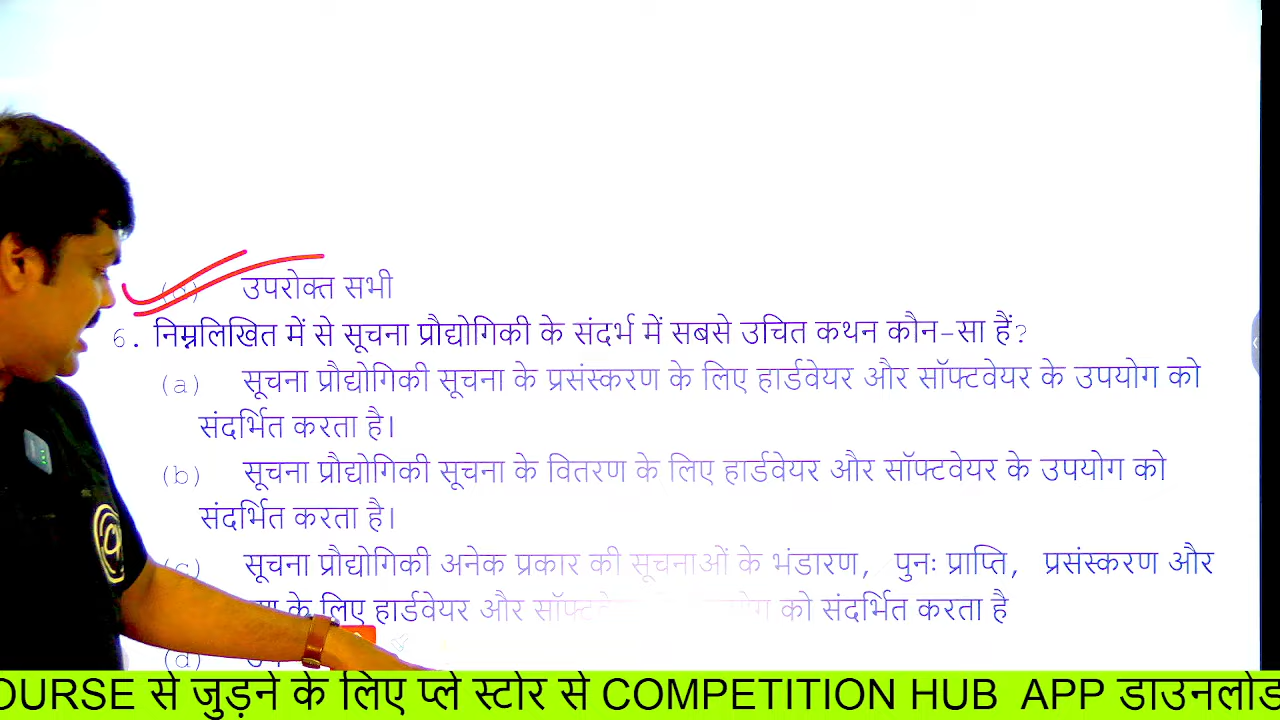 उपरोक्त सभी
6. निम्नलिखित में से सूचना प्रौद्योगिकी के संदर्भ में सबसे उचित कथन कौन-सा हैं?
(a) सूचना प्रौद्योगिकी सूचना के प्रसंस्करण के लिए हार्डवेयर और सॉफ्टवेयर के उपयोग को
संदर्भित करता है।
(b) सूचना प्रौद्योगिकी सूचना के वितरण के लिए हार्डवेयर और सॉफ्टवेयर के उपयोग को
संदर्भित करता है।
(c) सूचना प्रौद्योगिकी अनेक प्रकार की सूचनाओं के भंडारण, पुनः प्राप्ति, प्रसंस्करण और
के लिए हार्डवेयर और को संदर्भित करता है
(d)
OURSE से जुड़ने के लिए प्ले स्टोर से COMPETITION HUB APP डाउनलोड